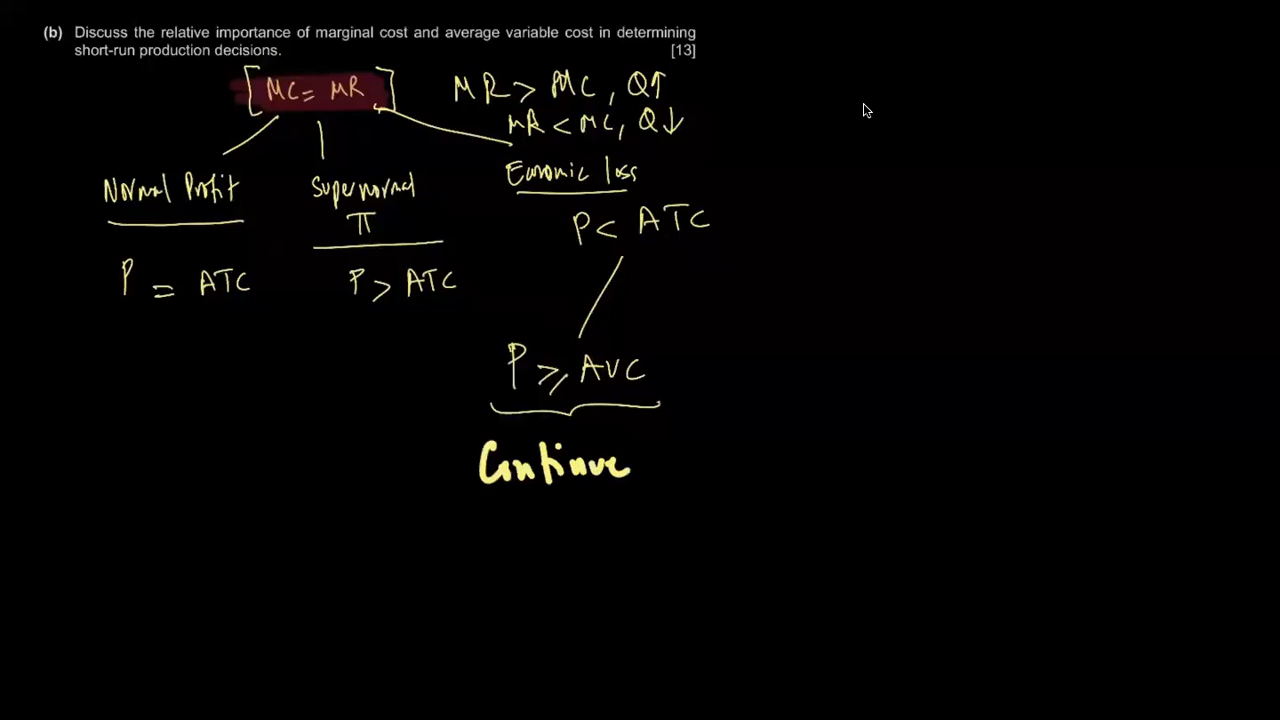 (b) Discuss the relative importance of marginal cost and average variable cost in determining
short-run production decisions. [13]
[MC = MR] MR > MC, Q↑
MR < MC, Q↓
Normal Profit Supernormal π Economic loss
P < ATC
P = ATC P > ATC
P ⩾ AVC
Continue